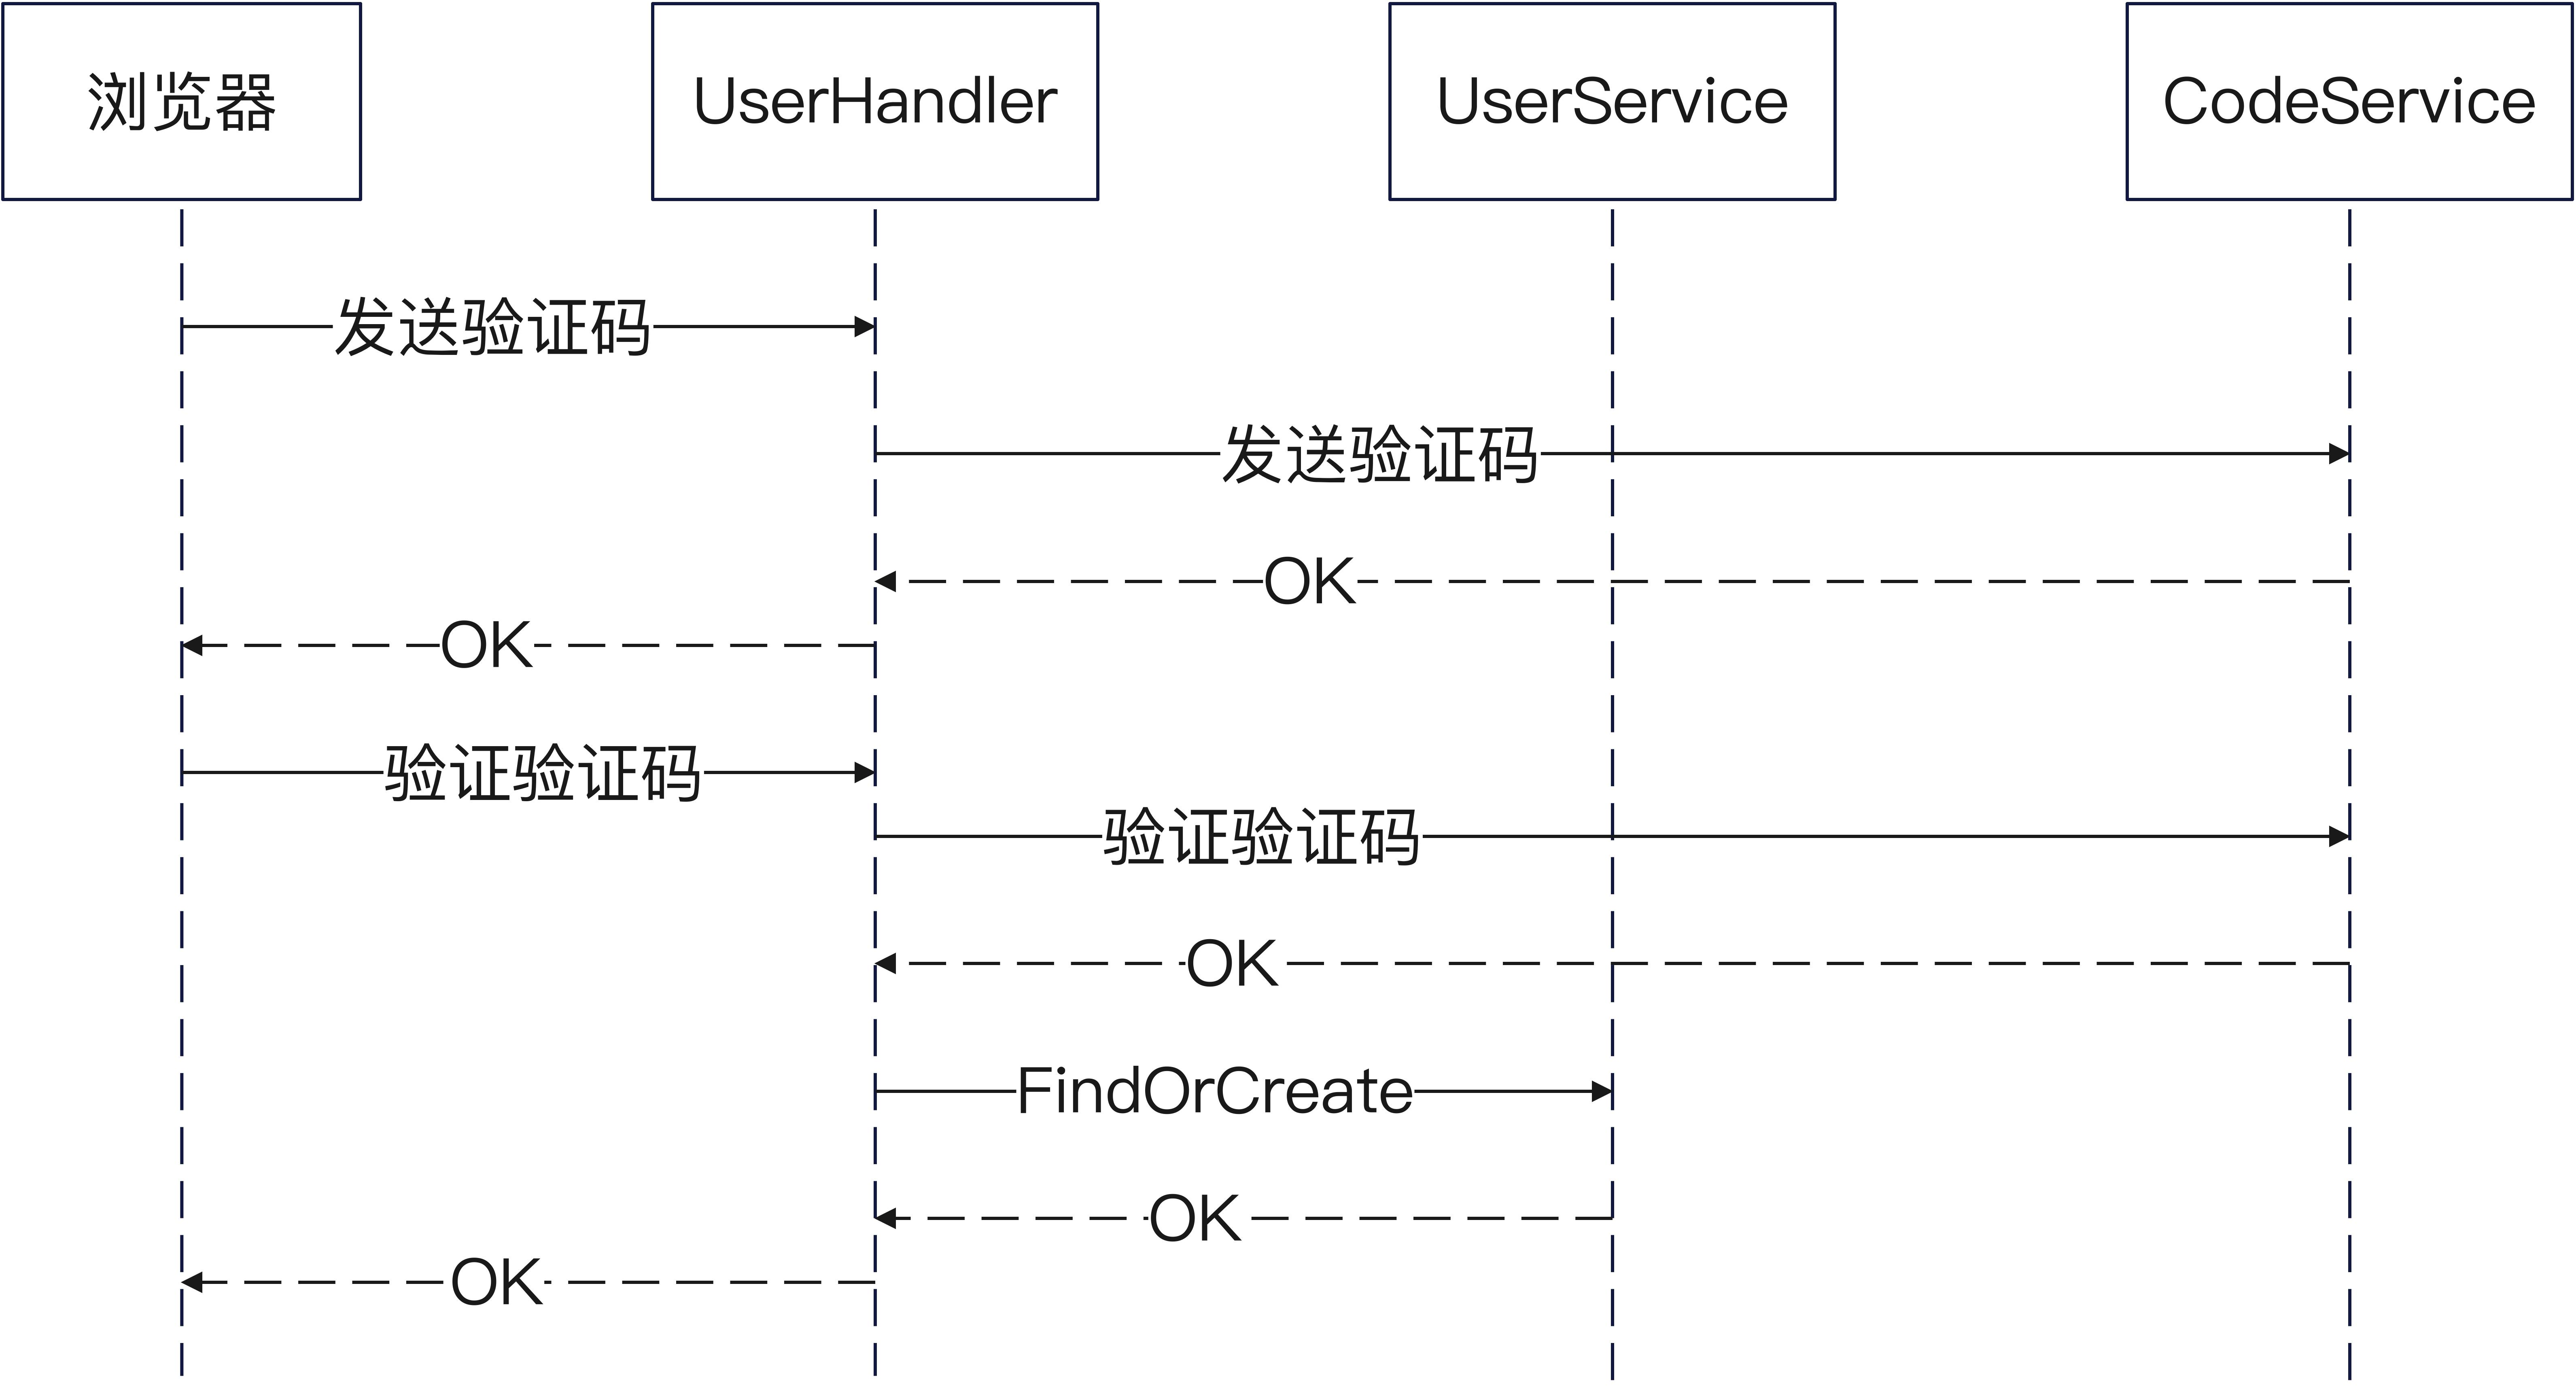 浏览器
UserHandler
UserService
CodeService
发送验证码
发送验证码
OK
OK
验证验证码
验证验证码
OK
FindOrCreate
OK
OK